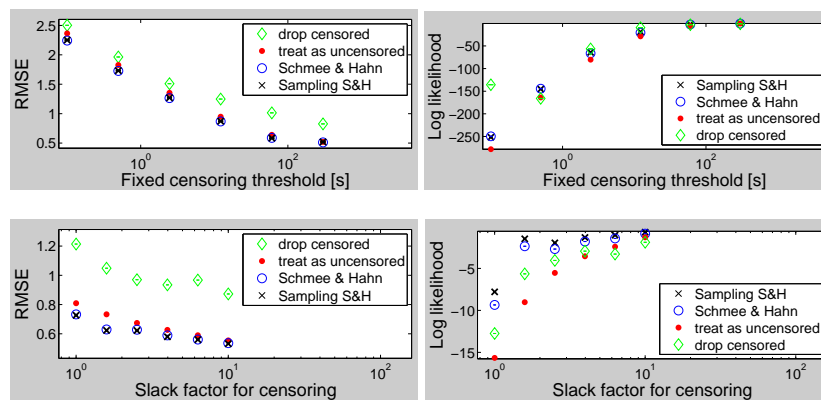 2.5
2
1.5
1
0.5
RMSE
drop censored
treat as uncensored
Schmee & Hahn
Sampling S&H
10^0
10^2
Fixed censoring threshold [s]
−50
−100
−150
−200
−250
Log likelihood
Sampling S&H
Schmee & Hahn
treat as uncensored
drop censored
10^0
10^2
Fixed censoring threshold [s]
1.2
1
0.8
0.6
RMSE
drop censored
treat as uncensored
Schmee & Hahn
Sampling S&H
10^0
10^1
10^2
Slack factor for censoring
−5
−10
−15
Log likelihood
Sampling S&H
Schmee & Hahn
treat as uncensored
drop censored
10^0
10^1
10^2
Slack factor for censoring